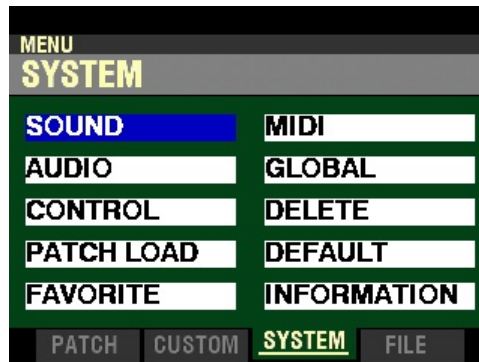 MENU
SYSTEM
SOUND
MIDI
AUDIO
GLOBAL
CONTROL
DELETE
PATCH LOAD
DEFAULT
FAVORITE
INFORMATION
PATCH CUSTOM SYSTEM FILE